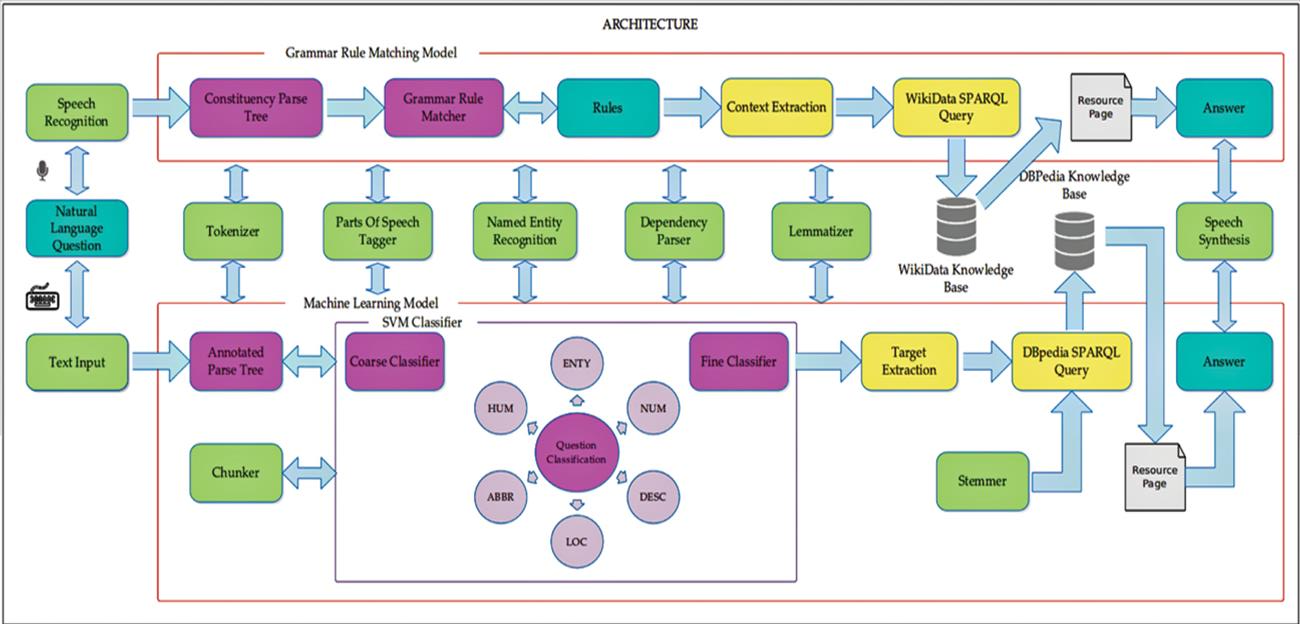 ARCHITECTURE
Grammar Rule Matching Model
Speech
Recognition
Constituency Parse
Tree
Grammar Rule
Matcher
Rules
Context Extraction
WikiData SPARQL
Query
Resource
Page
Answer
Natural
Language
Question
Tokenizer
Parts Of Speech
Tagger
Named Entity
Recognition
Dependency
Parser
Lemmatizer
WikiData Knowledge
Base
DBPedia Knowledge
Base
Speech
Synthesis
Machine Learning Model
SVM Classifier
Text Input
Annotated
Parse Tree
Coarse Classifier
ENTY
HUM
NUM
Question
Classification
ABBR
DESC
LOC
Fine Classifier
Target
Extraction
DBpedia SPARQL
Query
Answer
Chunker
Stemmer
Resource
Page